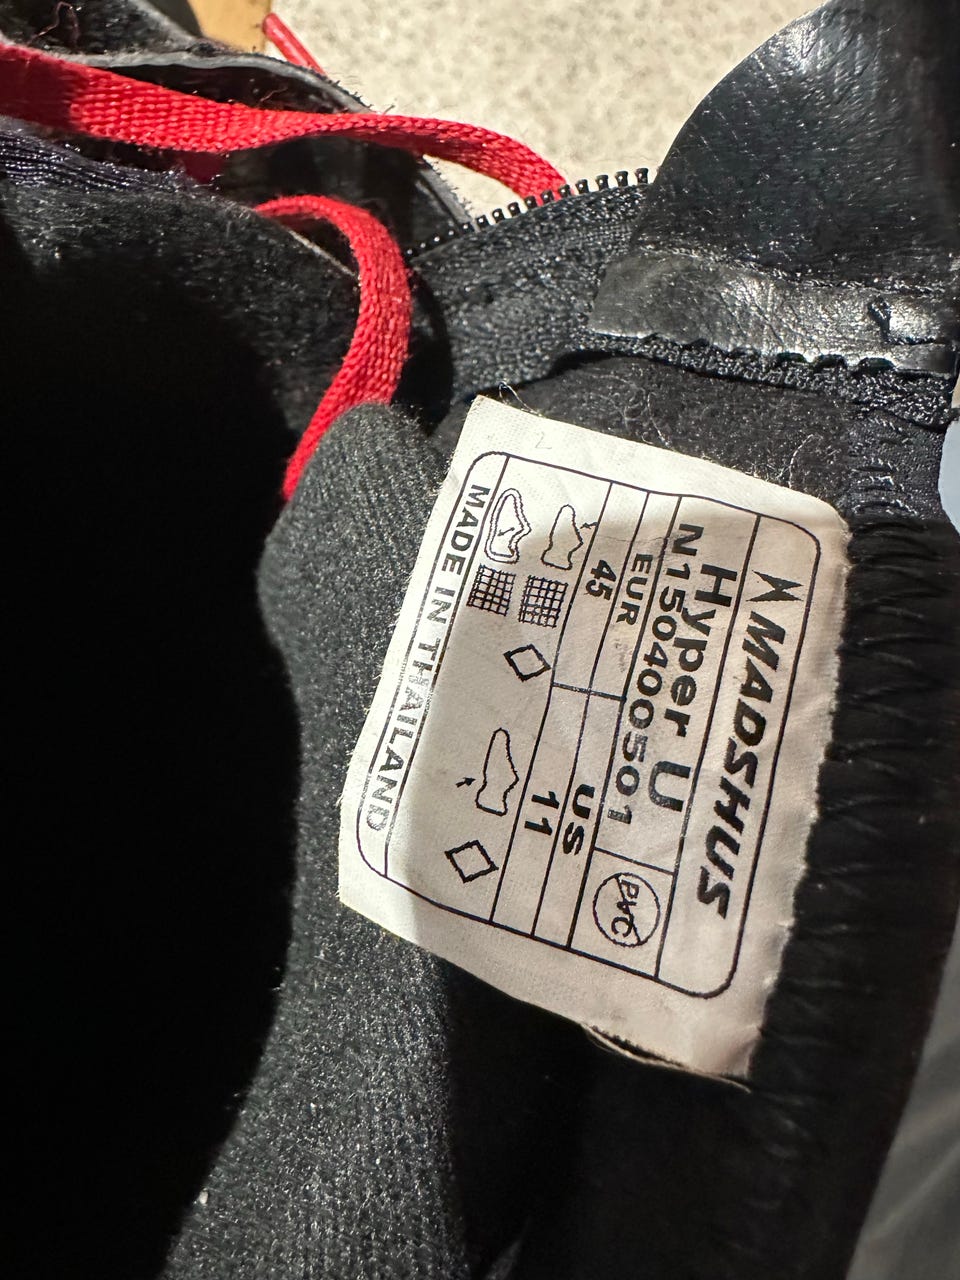 MADSHUS
Hyper U
N150400501
PVC
EUR
US
45
11
MADE IN THAILAND